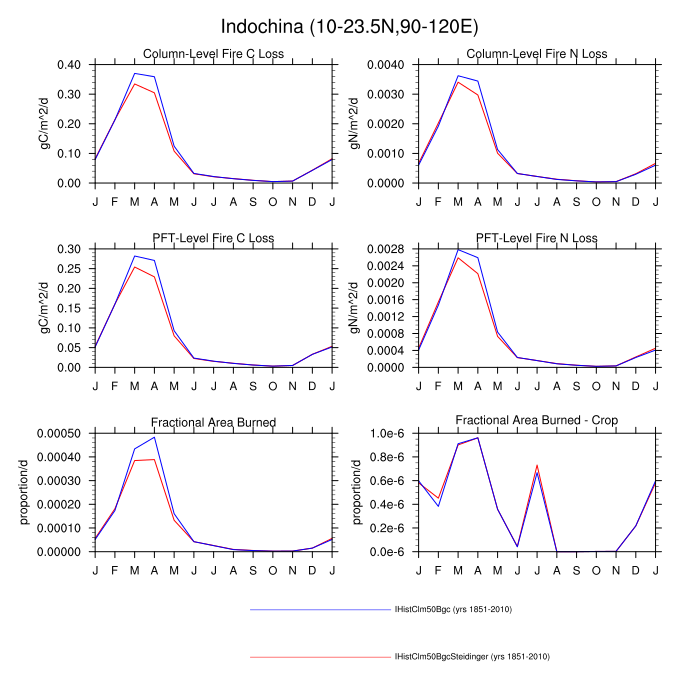 Indochina (10-23.5N,90-120E)
Column-Level Fire C Loss
gC/m^2/d
0.40
0.30
0.20
0.10
0.00
J F M A M J J A S O N D J
Column-Level Fire N Loss
gN/m^2/d
0.0040
0.0030
0.0020
0.0010
0.0000
J F M A M J J A S O N D J
PFT-Level Fire C Loss
gC/m^2/d
0.30
0.25
0.20
0.15
0.10
0.05
0.00
J F M A M J J A S O N D J
PFT-Level Fire N Loss
gN/m^2/d
0.0028
0.0024
0.0020
0.0016
0.0012
0.0008
0.0004
0.0000
J F M A M J J A S O N D J
Fractional Area Burned
proportion/d
0.00050
0.00040
0.00030
0.00020
0.00010
0.00000
J F M A M J J A S O N D J
Fractional Area Burned - Crop
proportion/d
1.0e-6
0.8e-6
0.6e-6
0.4e-6
0.2e-6
0.0e-6
J F M A M J J A S O N D J
IHistClm50Bgc (yrs 1851-2010)
IHistClm50BgcSteidinger (yrs 1851-2010)